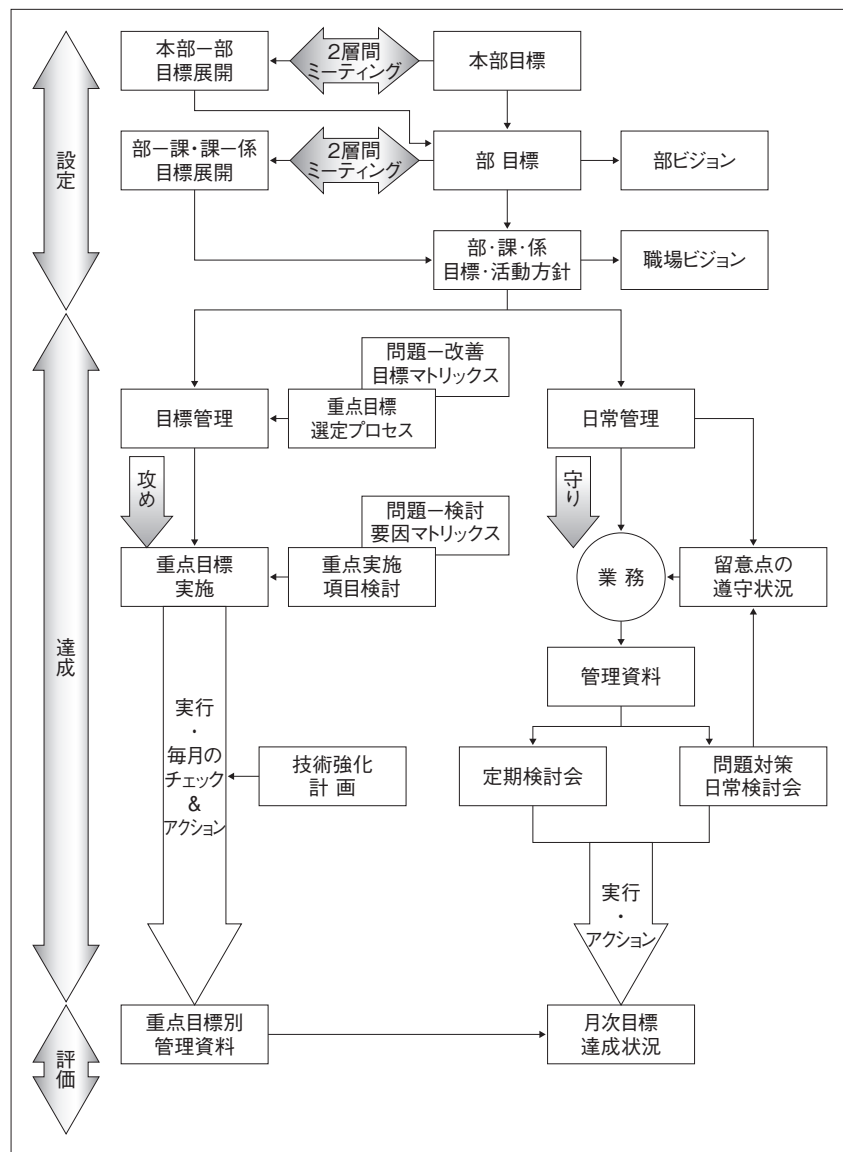 本部－部
目標展開
2層間
ミーティング
本部目標
部－課・課－係
目標展開
2層間
ミーティング
部 目標
部ビジョン
設定
部・課・係
目標・活動方針
職場ビジョン
問題－改善
目標マトリックス
目標管理
重点目標
選定プロセス
日常管理
攻め
守り
問題－検討
要因マトリックス
重点目標
実施
重点実施
項目検討
業 務
留意点の
遵守状況
達成
管理資料
実行
・
毎月の
チェック
&
アクション
技術強化
計 画
定期検討会
問題対策
日常検討会
実行
・
アクション
重点目標別
管理資料
月次目標
達成状況
評価